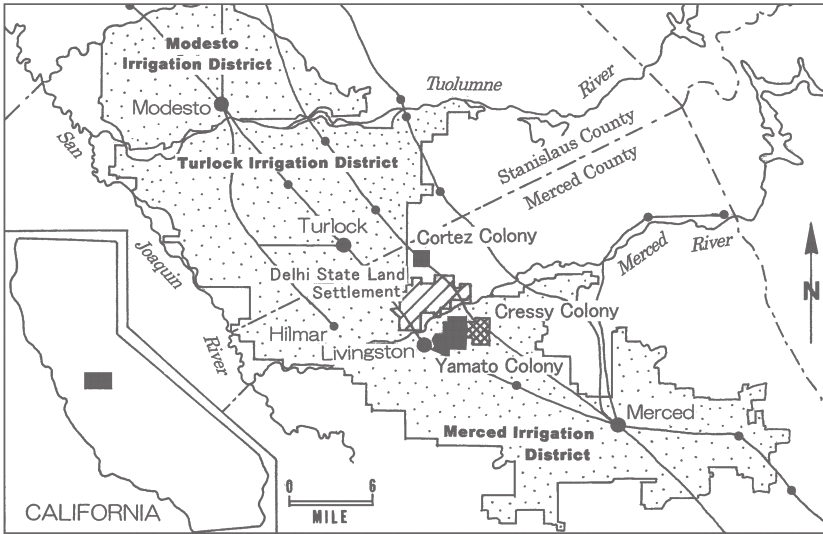 Modesto
Irrigation District
Modesto
Tuolumne
River
San
Joaquin
River
Stanislaus County
Merced County
Turlock Irrigation District
Turlock
Cortez Colony
Merced
River
Delhi State Land
Settlement
Cressy Colony
Hilmar
Livingston
Yamato Colony
Merced
Merced Irrigation
District
N
0
6
MILE
CALIFORNIA